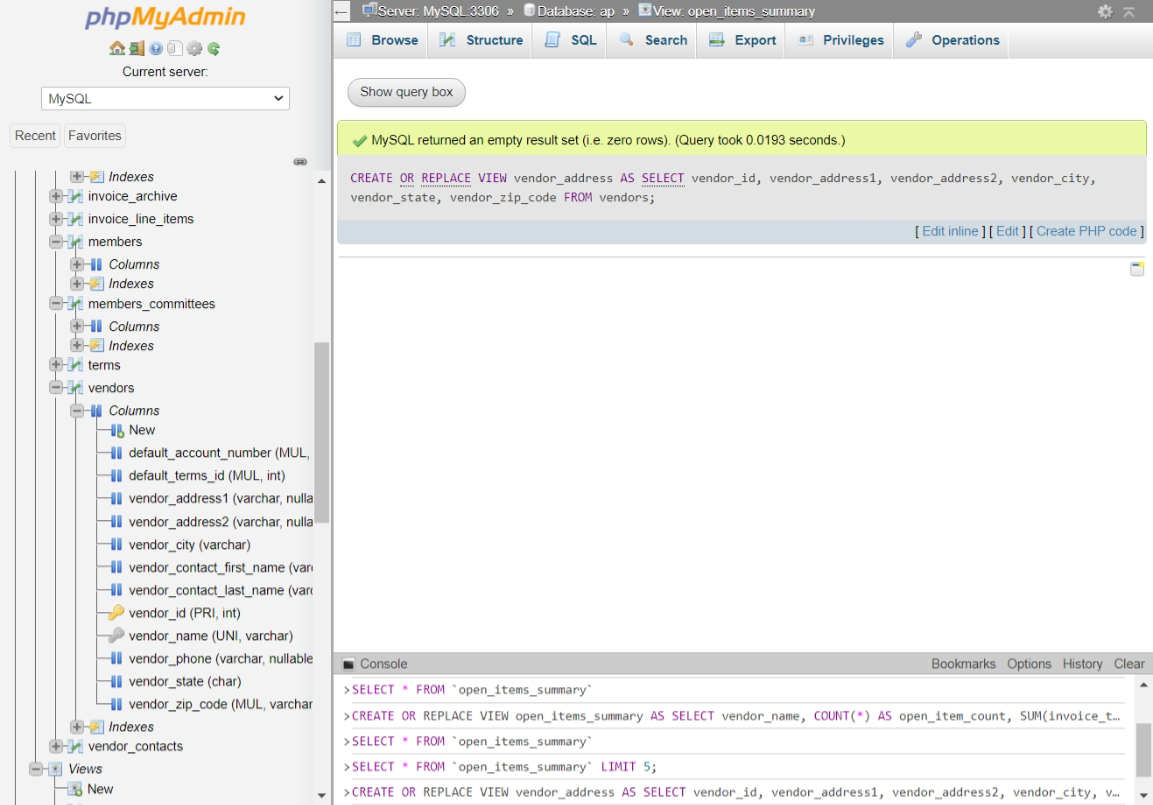 phpMyAdmin
Current server:
MySQL
Recent
Favorites
Indexes
invoice_archive
invoice_line_items
members
Columns
Indexes
members_committees
Columns
Indexes
terms
vendors
Columns
New
default_account_number (MUL,
default_terms_id (MUL, int)
vendor_address1 (varchar, nulla
vendor_address2 (varchar, nulla
vendor_city (varchar)
vendor_contact_first_name (var
vendor_contact_last_name (varc
vendor_id (PRI, int)
vendor_name (UNI, varchar)
vendor_phone (varchar, nullable
vendor_state (char)
vendor_zip_code (MUL, varchar
Indexes
vendor_contacts
Views
New
Server: MySQL:3306 » Database: ap » View: open_items_summary
Browse Structure SQL Search Export Privileges Operations
Show query box
MySQL returned an empty result set (i.e. zero rows). (Query took 0.0193 seconds.)
CREATE OR REPLACE VIEW vendor_address AS SELECT vendor_id, vendor_address1, vendor_address2, vendor_city,
vendor_state, vendor_zip_code FROM vendors;
[ Edit inline ] [ Edit ] [ Create PHP code ]
Console Bookmarks Options History Clear
>SELECT * FROM `open_items_summary`
>CREATE OR REPLACE VIEW open_items_summary AS SELECT vendor_name, COUNT(*) AS open_item_count, SUM(invoice_t…
>SELECT * FROM `open_items_summary`
>SELECT * FROM `open_items_summary` LIMIT 5;
>CREATE OR REPLACE VIEW vendor_address AS SELECT vendor_id, vendor_address1, vendor_address2, vendor_city, v…